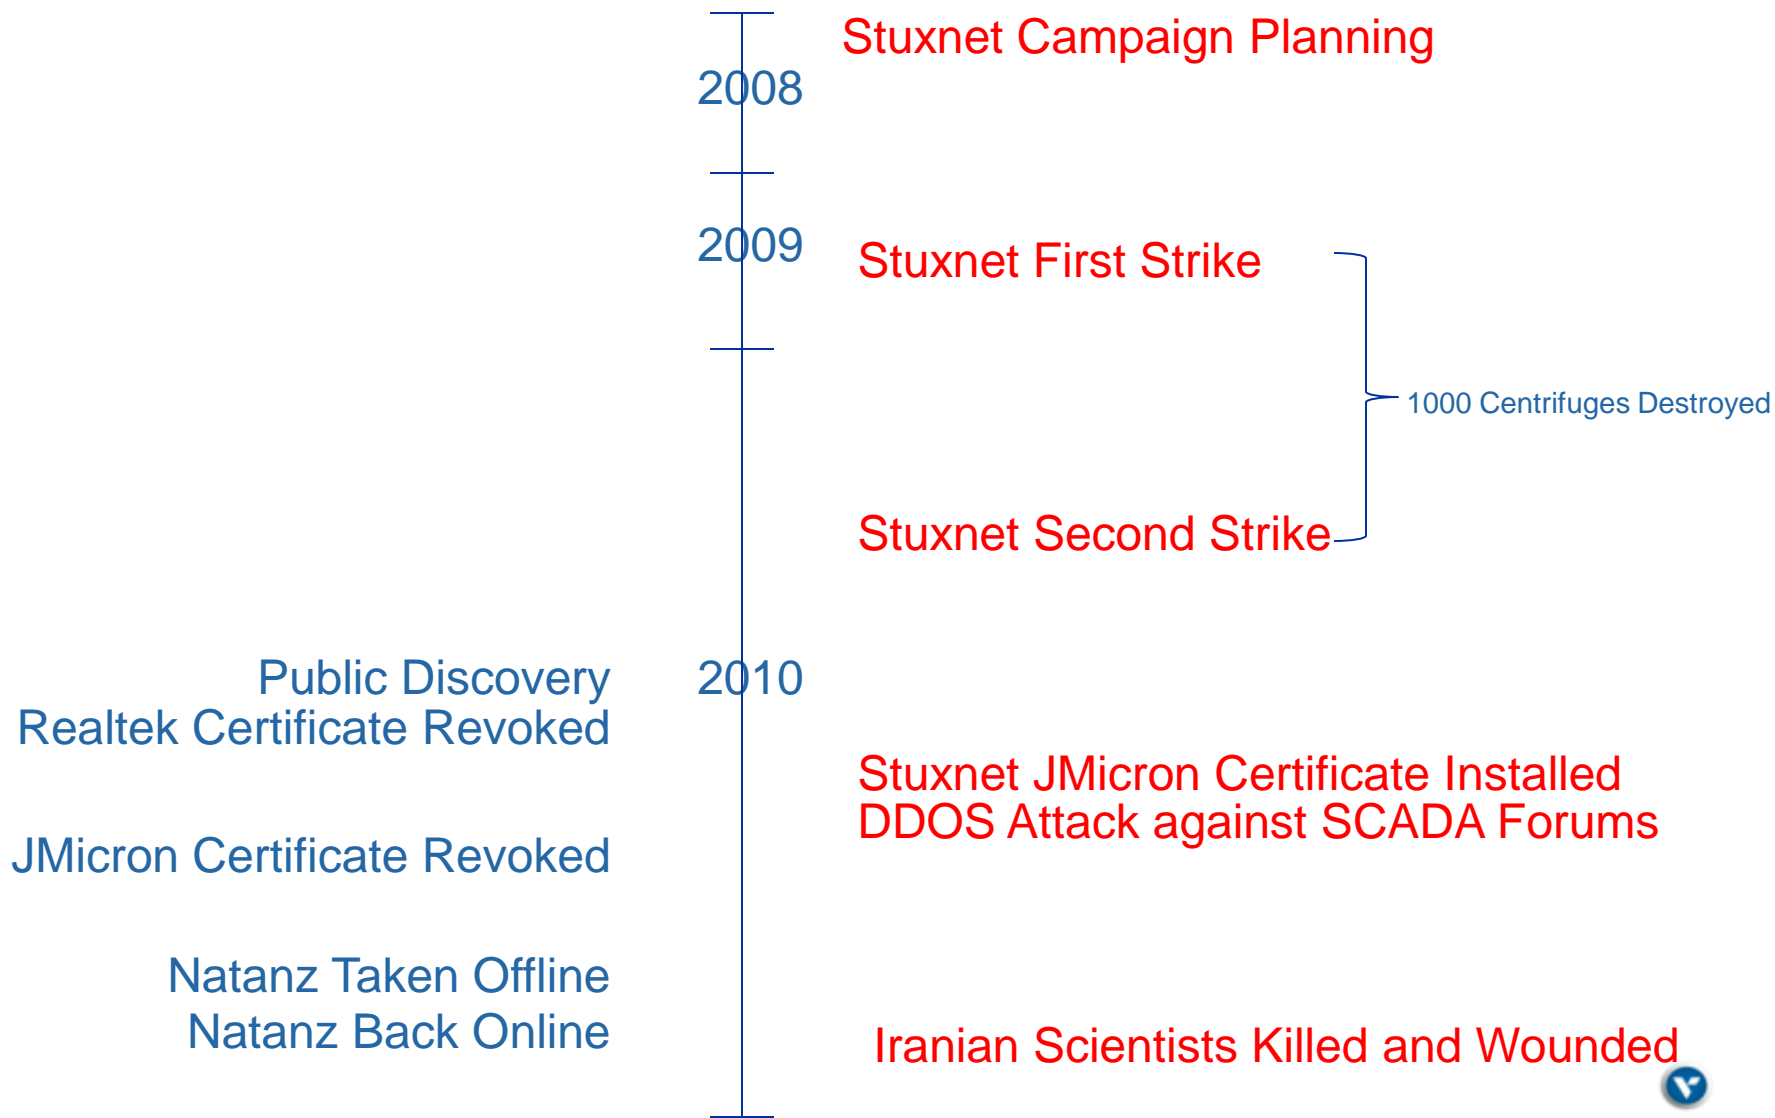 Stuxnet Campaign Planning
2008
2009
Stuxnet First Strike
1000 Centrifuges Destroyed
Stuxnet Second Strike
Public Discovery
2010
Realtek Certificate Revoked
Stuxnet JMicron Certificate Installed
DDOS Attack against SCADA Forums
JMicron Certificate Revoked
Natanz Taken Offline
Natanz Back Online
Iranian Scientists Killed and Wounded